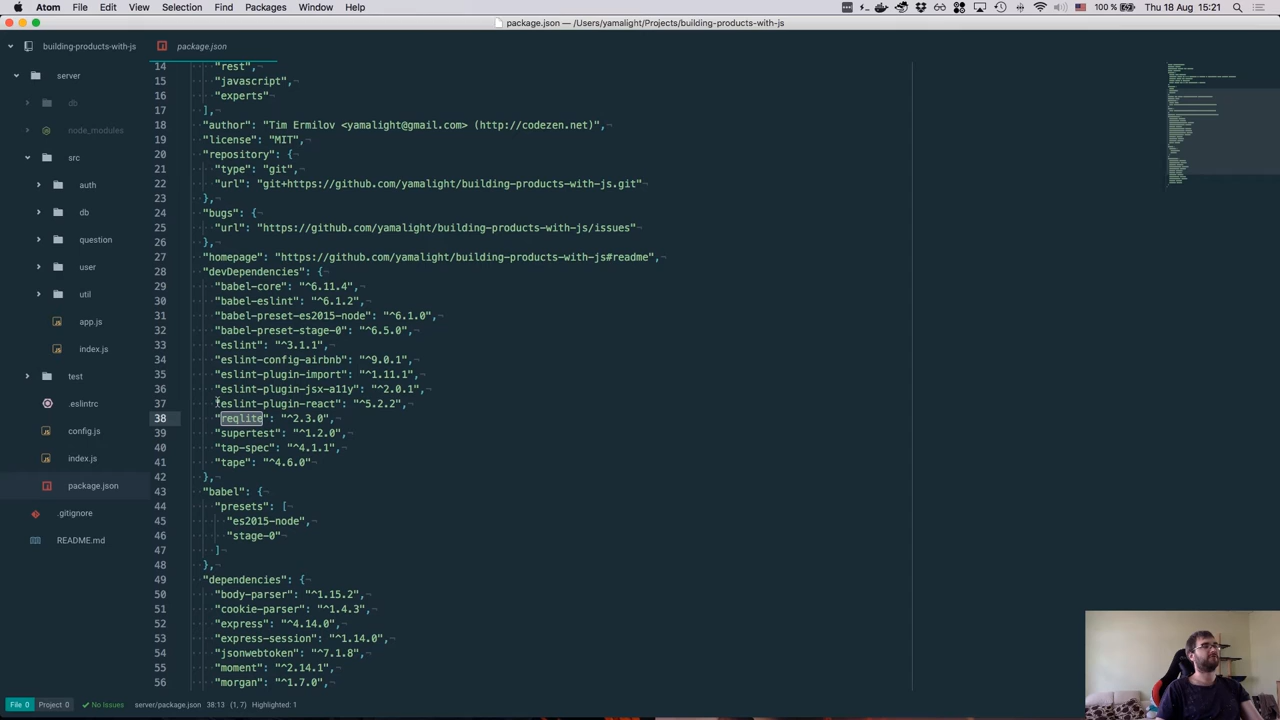 Atom File Edit View Selection Find Packages Window Help
100 % Thu 18 Aug 15:21
package.json — /Users/yamalight/Projects/building-products-with-js
building-products-with-js
server
db
node_modules
src
auth
db
question
user
util
app.js
index.js
test
.eslintrc
config.js
index.js
package.json
.gitignore
README.md
package.json
14 "rest",
15 "javascript",
16 "experts"
17 ],
18 "author": "Tim Ermilov <yamalight@gmail.com> (http://codezen.net)",
19 "license": "MIT",
20 "repository": {
21 "type": "git",
22 "url": "git+https://github.com/yamalight/building-products-with-js.git"
23 },
24 "bugs": {
25 "url": "https://github.com/yamalight/building-products-with-js/issues"
26 },
27 "homepage": "https://github.com/yamalight/building-products-with-js#readme",
28 "devDependencies": {
29 "babel-core": "^6.11.4",
30 "babel-eslint": "^6.1.2",
31 "babel-preset-es2015-node": "^6.1.0",
32 "babel-preset-stage-0": "^6.5.0",
33 "eslint": "^3.1.1",
34 "eslint-config-airbnb": "^9.0.1",
35 "eslint-plugin-import": "^1.11.1",
36 "eslint-plugin-jsx-a11y": "^2.0.1",
37 "eslint-plugin-react": "^5.2.2",
38 "reqlite": "^2.3.0",
39 "supertest": "^1.2.0",
40 "tap-spec": "^4.1.1",
41 "tape": "^4.6.0"
42 },
43 "babel": {
44 "presets": [
45 "es2015-node",
46 "stage-0"
47 ]
48 },
49 "dependencies": {
50 "body-parser": "^1.15.2",
51 "cookie-parser": "^1.4.3",
52 "express": "^4.14.0",
53 "express-session": "^1.14.0",
54 "jsonwebtoken": "^7.1.8",
55 "moment": "^2.14.1",
56 "morgan": "^1.7.0",
File 0 Project 0 No Issues server/package.json 38:13 (1, 7) Highlighted: 1